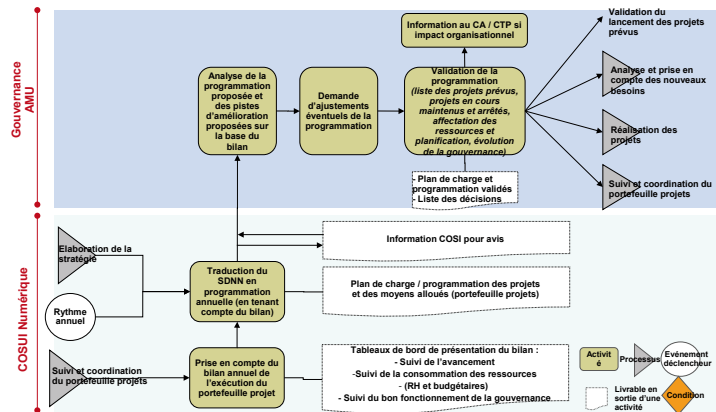 Gouvernance
AMU
Information au CA / CTP si
impact organisationnel
Analyse de la
programmation
proposée et des
pistes
d'amélioration
proposées sur
la base du
bilan
Demande
d'ajustements
éventuels de la
programmation
Validation de la
programmation
(liste des projets prévus,
projets en cours
maintenus et arrêtés,
affectation des
ressources et
planification, évolution
de la gouvernance)
- Plan de charge et
programmation validés
- Liste des décisions
Validation du
lancement des projets
prévus
Analyse et prise en
compte des nouveaux
besoins
Réalisation des
projets
Suivi et coordination du
portefeuille projets
COSUI Numérique
Elaboration de la
stratégie
Rythme
annuel
Suivi et coordination
du portefeuille projets
Traduction du
SDNN en
programmation
annuelle (en tenant
compte du bilan)
Prise en compte du
bilan annuel de
l'exécution du
portefeuille projet
Information COSI pour avis
Plan de charge / programmation des projets
et des moyens alloués (portefeuille projets)
Tableaux de bord de présentation du bilan :
- Suivi de l'avancement
-Suivi de la consommation des ressources
- (RH et budgétaires)
- Suivi du bon fonctionnement de la gouvernance
Activit
é
Processus
Evénement
déclencheur
Livrable en
sortie d'une
activité
Condition